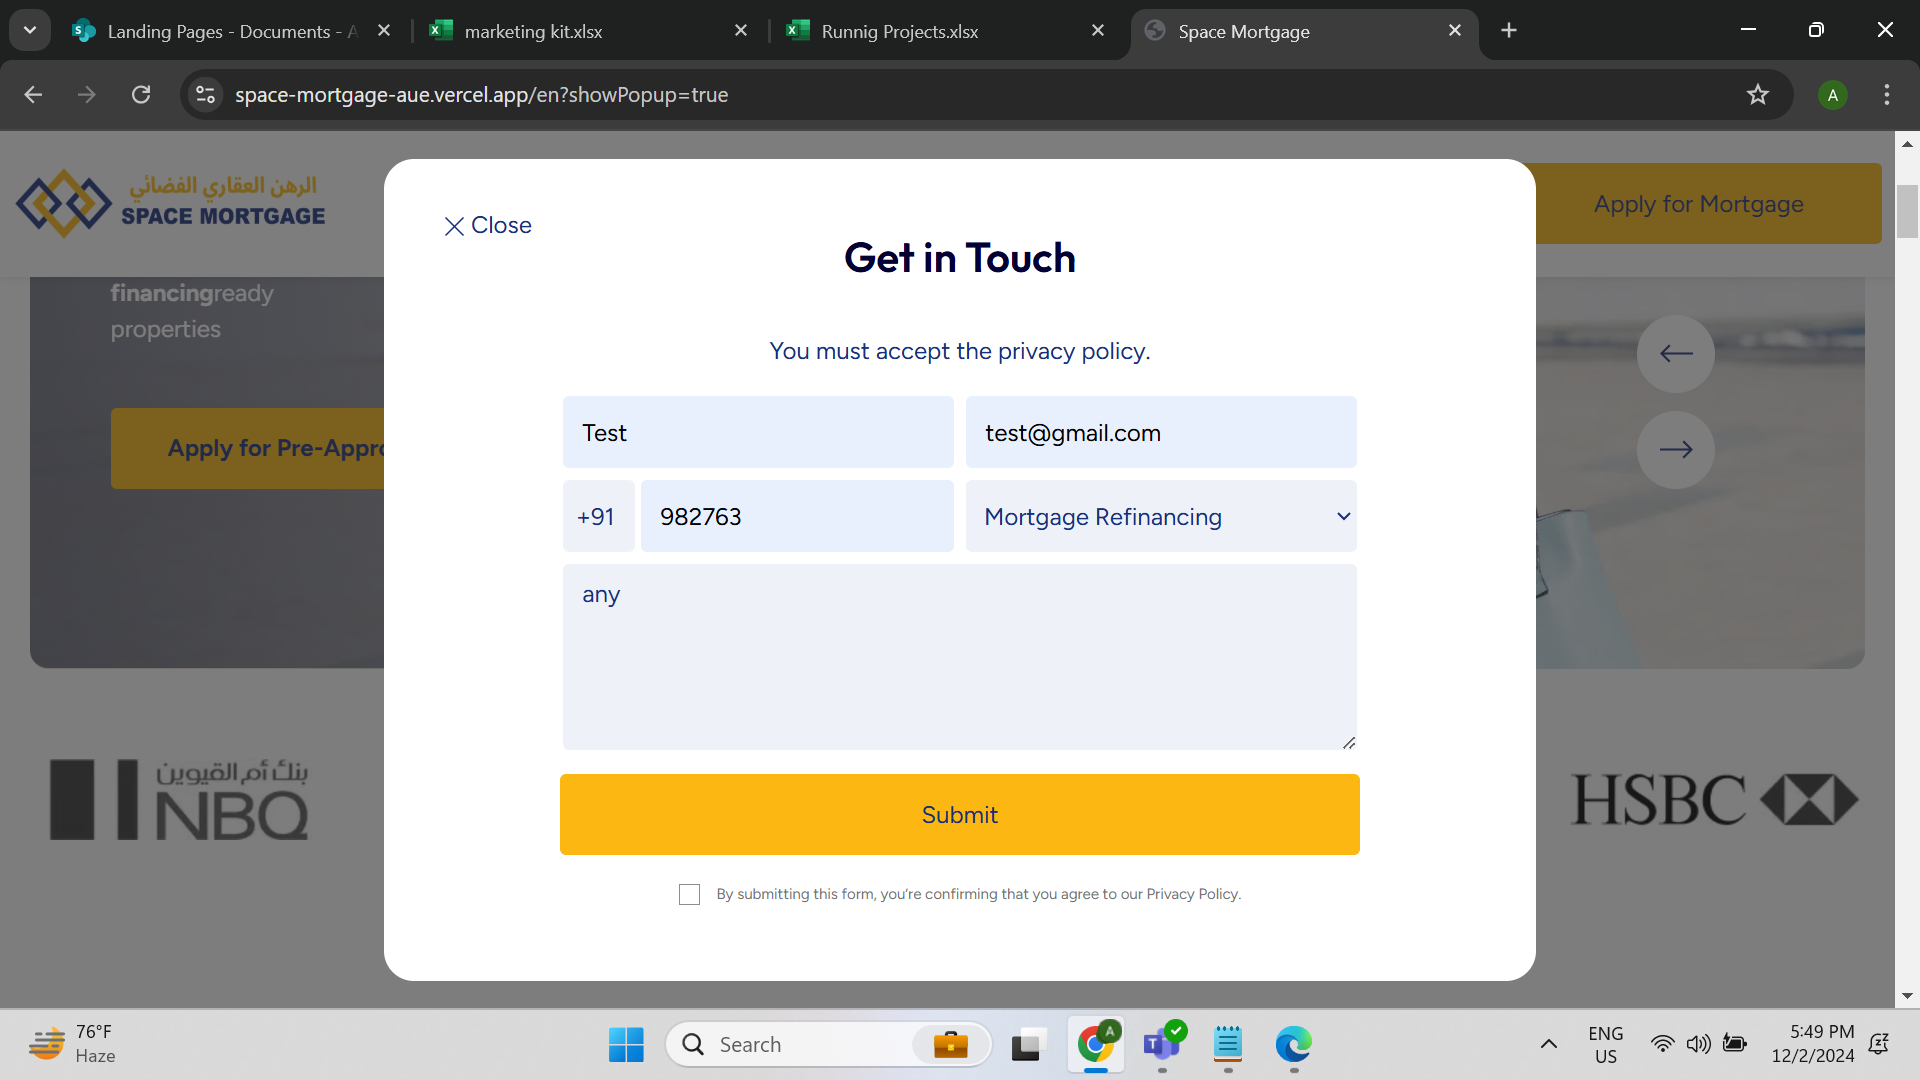 Landing Pages - Documents - A
marketing kit.xlsx
Runnig Projects.xlsx
Space Mortgage
space-mortgage-aue.vercel.app/en?showPopup=true
A
الرهن العقاري الفضائي
SPACE MORTGAGE
Apply for Mortgage
Close
Get in Touch
financingready
properties
You must accept the privacy policy.
Test
test@gmail.com
Apply for Pre-Appro
+91
982763
Mortgage Refinancing
any
بنك أم القيوين
NBQ
HSBC
Submit
By submitting this form, you're confirming that you agree to our Privacy Policy.
76°F
Haze
Search
ENG
US
5:49 PM
12/2/2024